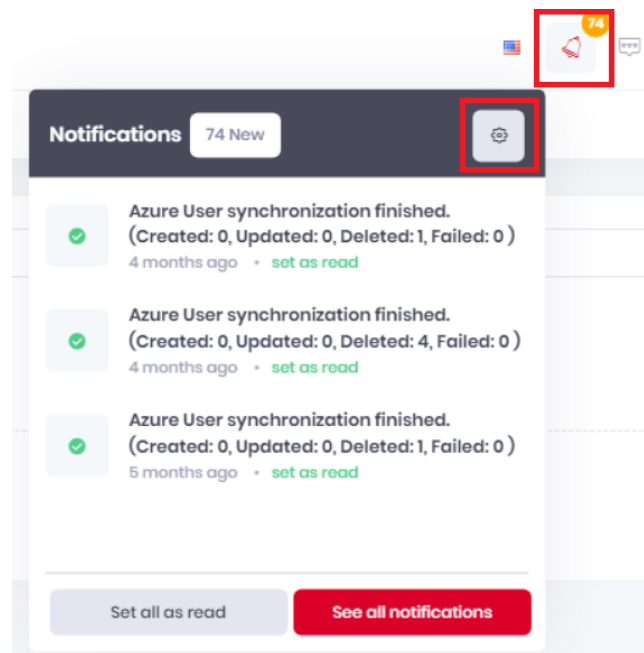 74
Notifications 74 New
Azure User synchronization finished.
(Created: 0, Updated: 0, Deleted: 1, Failed: 0 )
4 months ago • set as read
Azure User synchronization finished.
(Created: 0, Updated: 0, Deleted: 4, Failed: 0 )
4 months ago • set as read
Azure User synchronization finished.
(Created: 0, Updated: 0, Deleted: 1, Failed: 0 )
5 months ago • set as read
Set all as read See all notifications